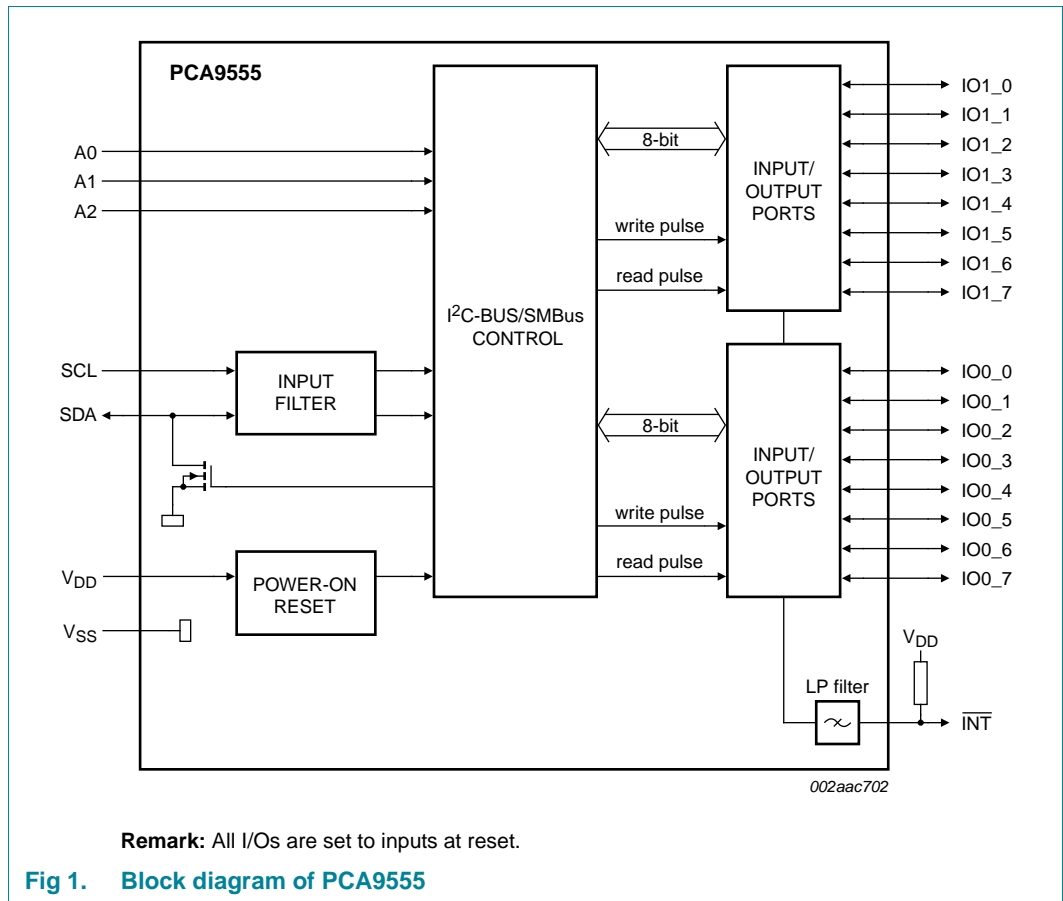 PCA9555
A0
A1
A2
SCL
SDA
VDD
VSS
INPUT
FILTER
POWER-ON
RESET
I2C-BUS/SMBus
CONTROL
8-bit
write pulse
read pulse
INPUT/
OUTPUT
PORTS
IO1_0
IO1_1
IO1_2
IO1_3
IO1_4
IO1_5
IO1_6
IO1_7
8-bit
write pulse
read pulse
INPUT/
OUTPUT
PORTS
IO0_0
IO0_1
IO0_2
IO0_3
IO0_4
IO0_5
IO0_6
IO0_7
VDD
LP filter
INT
002aac702
Remark: All I/Os are set to inputs at reset.
Fig 1. Block diagram of PCA9555